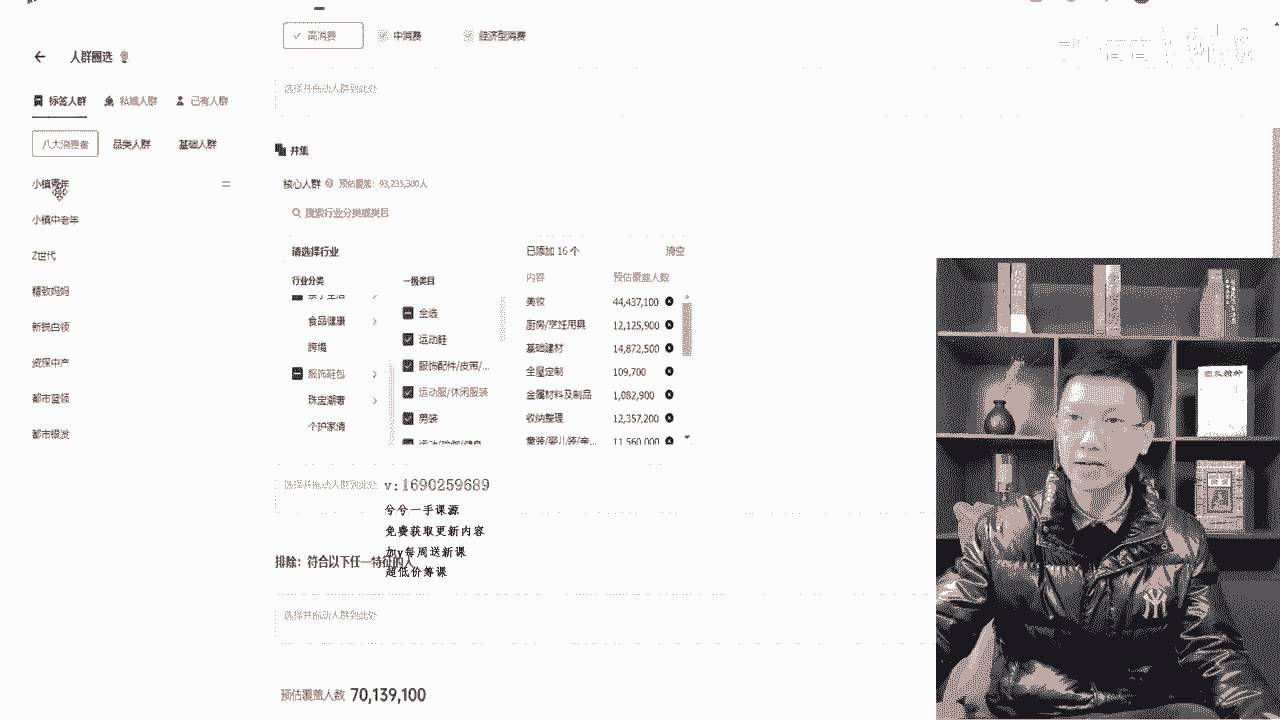 高消费 中消费 经济型消费
人群圈选
标签人群 私域人群 已有人群
选择并拖动人群到此处
八大消费者 品类人群 基础人群
并集
小镇青年
核心人群 预估覆盖：93,235,300人
小镇中老年
搜索行业分类或类目
Z世代
请选择行业 已添加 16 个 清空
行业分类 一级类目 内容 预估覆盖人数
精致妈妈
全选 美妆 44,437,100
食品健康 运动鞋 厨房/烹饪用具 12,125,900
新锐白领
跨境 服饰配件/皮带/... 基础建材 14,872,500
资深中产
服饰鞋包 运动服/休闲服装 全屋定制 109,700
都市蓝领
珠宝潮奢 男装 金属材料及制品 1,082,900
个护家清 收纳整理 12,357,200
都市银发
童装/婴儿装/亲... 11,560,000
选择并拖动人群到此处
v:1690259689
兮兮一手课源
免费获取更新内容
加v每周送新课
超低价筹课
排除：符合以下任一特征的人
选择并拖动人群到此处
预估覆盖人数 70,139,100